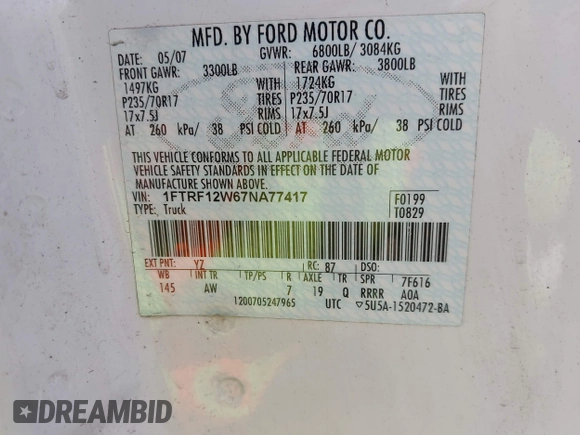 MFD. BY FORD MOTOR CO.
DATE: 05/07 GVWR: 6800LB/ 3084KG
FRONT GAWR: 3300LB REAR GAWR: 3800LB
1497KG WITH 1724KG WITH
P235/70R17 TIRES P235/70R17 TIRES
17x7.5J RIMS 17x7.5J RIMS
AT 260 kPa/ 38 PSI COLD AT 260 kPa/ 38 PSI COLD
THIS VEHICLE CONFORMS TO ALL APPLICABLE FEDERAL MOTOR
VEHICLE SAFETY STANDARDS IN EFFECT ON THE DATE OF
MANUFACTURE SHOWN ABOVE.
VIN: 1FTRF12W67NA77417 F0199
TYPE: Truck T0829
EXT PNT: YZ RC: 87 DSO:
WB INT TR TP/PS R AXLE TR SPR 7F616
145 AW 7 19 Q RRRR AOA
1200705247965 UTC ▽5U5A-1520472-BA
DREAMBID